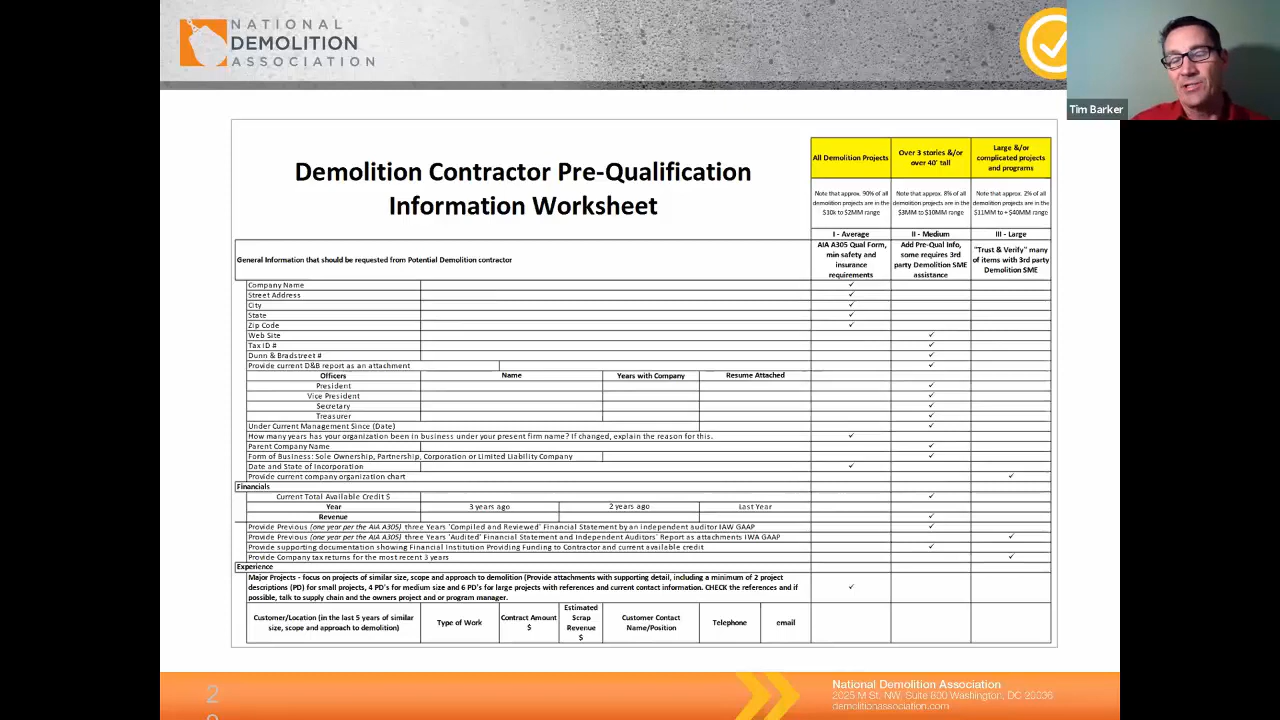 NATIONAL
DEMOLITION
ASSOCIATION
Tim Barker
Demolition Contractor Pre-Qualification
Information Worksheet
All Demolition Projects
Over 3 stories &/or
over 40' tall
Large &/or
complicated projects
and programs
Note that approx. 90% of all
demolition projects are in the
$10k to $2MM range
Note that approx. 8% of all
demolition projects are in the
$3MM to $10MM range
Note that approx. 2% of all
demolition projects are in the
$11MM to + $40MM range
I - Average
II - Medium
III - Large
General Information that should be requested from Potential Demolition contractor
AIA A305 Qual Form,
min safety and
insurance
requirements
Add Pre-Qual Info,
some requires 3rd
party Demolition SME
assistance
"Trust & Verify" many
of items with 3rd party
Demolition SME
Company Name ✓
Street Address ✓
City ✓
State ✓
Zip Code ✓
Web Site ✓
Tax ID # ✓
Dunn & Bradstreet # ✓
Provide current D&B report as an attachment ✓
Officers Name Years with Company Resume Attached
President ✓
Vice President ✓
Secretary ✓
Treasurer ✓
Under Current Management Since (Date) ✓
How many years has your organization been in business under your present firm name? If changed, explain the reason for this. ✓
Parent Company Name ✓
Form of Business: Sole Ownership, Partnership, Corporation or Limited Liability Company ✓
Date and State of Incorporation ✓
Provide current company organization chart ✓
Financials
Current Total Available Credit $ ✓
Year 3 years ago 2 years ago Last Year
Revenue ✓
Provide Previous (one year per the AIA A305) three Years 'Compiled and Reviewed' Financial Statement by an independent auditor IAW GAAP ✓
Provide Previous (one year per the AIA A305) three Years 'Audited' Financial Statement and Independent Auditors' Report as attachments IWA GAAP ✓
Provide supporting documentation showing Financial Institution Providing Funding to Contractor and current available credit ✓
Provide Company tax returns for the most recent 3 years ✓
Experience
Major Projects - focus on projects of similar size, scope and approach to demolition (Provide attachments with supporting detail, including a minimum of 2 project
descriptions (PD) for small projects, 4 PD's for medium size and 6 PD's for large projects with references and current contact information. CHECK the references and if ✓
possible, talk to supply chain and the owners project and or program manager.
Customer/Location (in the last 5 years of similar
size, scope and approach to demolition)
Type of Work
Contract Amount
$
Estimated
Scrap
Revenue
$
Customer Contact
Name/Position
Telephone
email
2
National Demolition Association
2025 M St. NW, Suite 800 Washington, DC 20036
demolitionassociation.com